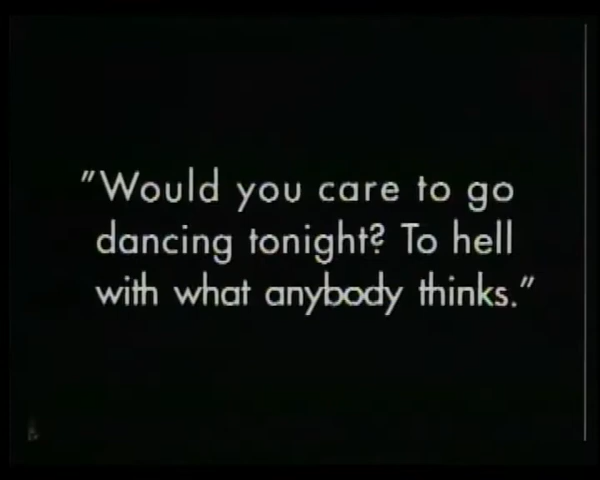 "Would you care to go
dancing tonight? To hell
with what anybody thinks."